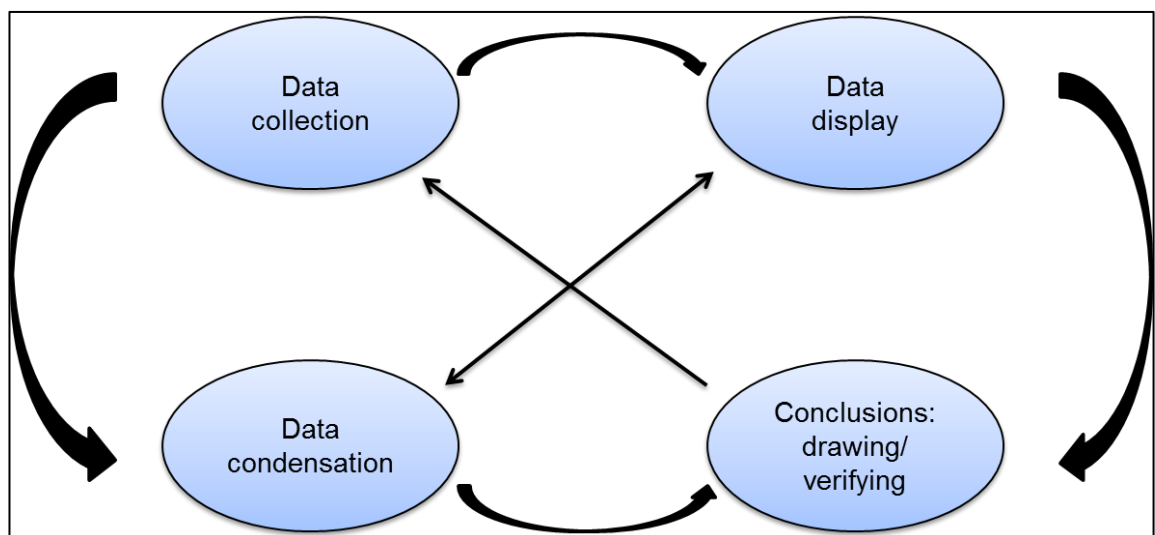 Data
collection
Data
display
Data
condensation
Conclusions:
drawing/
verifying